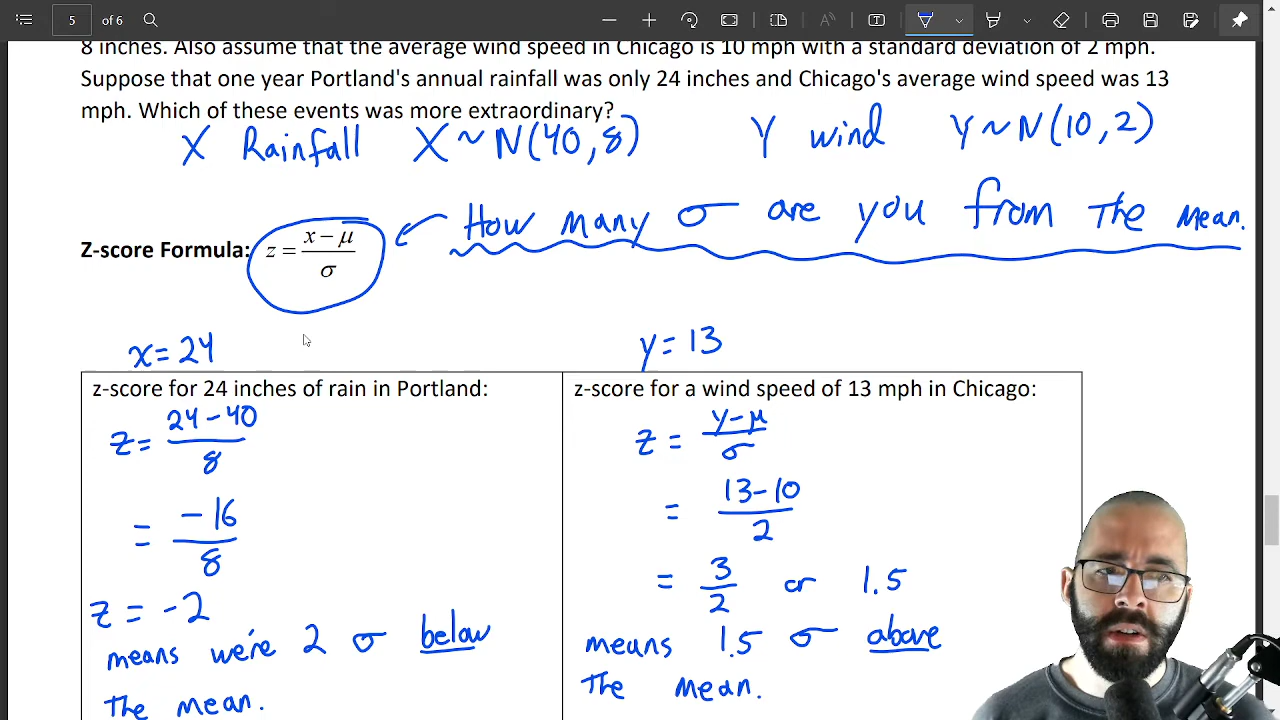 5 of 6
8 inches. Also assume that the average wind speed in Chicago is 10 mph with a standard deviation of 2 mph.
Suppose that one year Portland's annual rainfall was only 24 inches and Chicago's average wind speed was 13
mph. Which of these events was more extraordinary?
X Rainfall X~N(40,8) Y wind Y~N(10,2)
How many σ are you from the mean.
Z-score Formula: z = (x − μ)/σ
x = 24 y = 13
z-score for 24 inches of rain in Portland: z-score for a wind speed of 13 mph in Chicago:
z = (24 − 40)/8 z = (y − μ)/σ
= −16/8 = (13 − 10)/2
= 3/2 or 1.5
z = −2
means we're 2 σ below means 1.5 σ above
the mean. the mean.